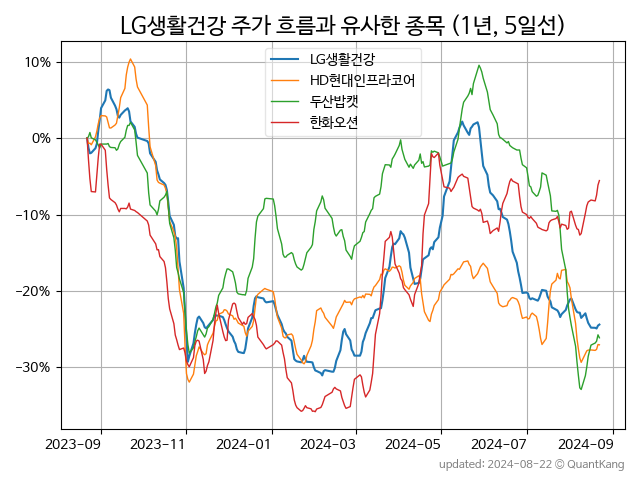 LG생활건강 주가 흐름과 유사한 종목 (1년, 5일선)
LG생활건강
HD현대인프라코어
두산밥캣
한화오션
10%
0%
−10%
−20%
−30%
2023-09 2023-11 2024-01 2024-03 2024-05 2024-07 2024-09
updated: 2024-08-22 © QuantKang